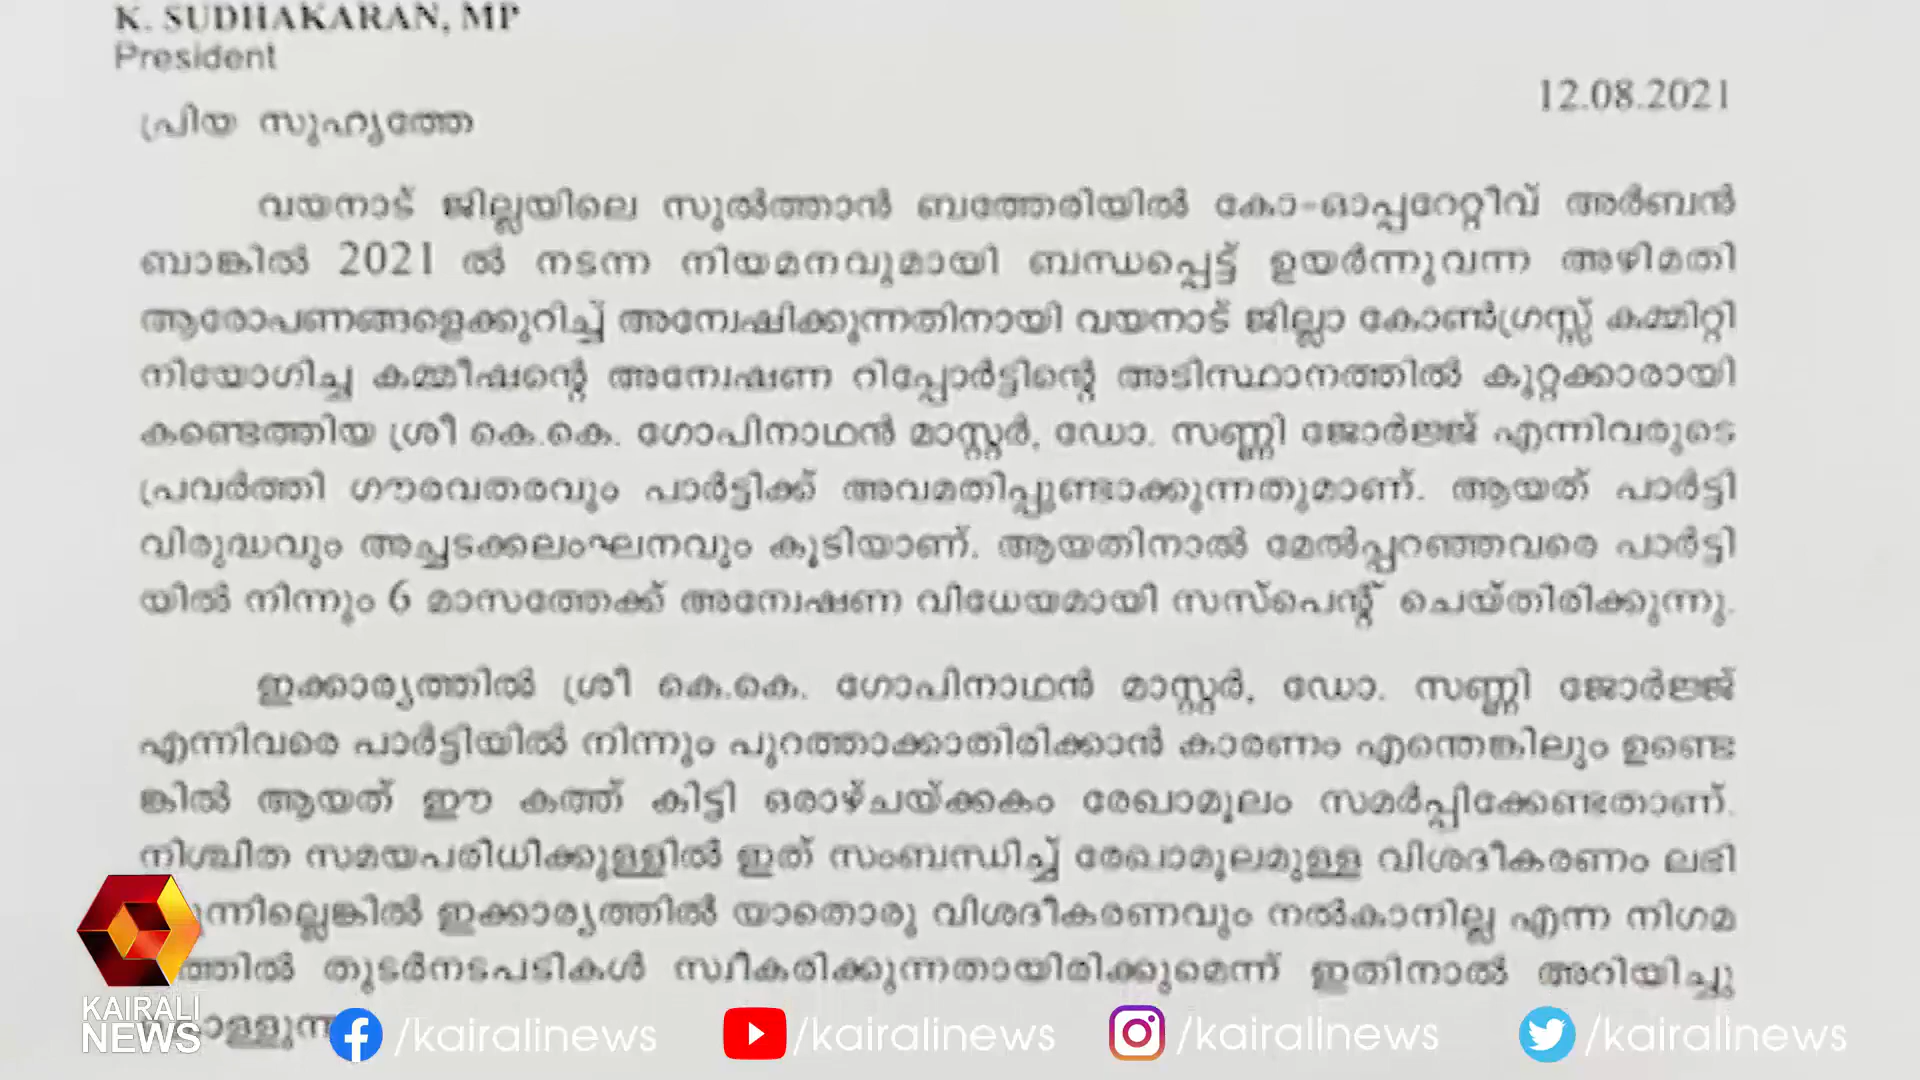 K. SUDHAKARAN, MP
President
12.08.2021
പ്രിയ സുഹൃത്തേ
വയനാട് ജില്ലയിലെ സുൽത്താൻ ബത്തേരിയിൽ കോ-ഓപ്പറേറ്റീവ് അർബൻ
ബാങ്കിൽ 2021 ൽ നടന്ന നിയമനവുമായി ബന്ധപ്പെട്ട് ഉയർന്നുവന്ന അഴിമതി
ആരോപണങ്ങളെക്കുറിച്ച് അന്വേഷിക്കുന്നതിനായി വയനാട് ജില്ലാ കോൺഗ്രസ്സ് കമ്മിറ്റി
നിയോഗിച്ച കമ്മീഷന്റെ അന്വേഷണ റിപ്പോർട്ടിന്റെ അടിസ്ഥാനത്തിൽ കുറ്റക്കാരായി
കണ്ടെത്തിയ ശ്രീ കെ.കെ. ഗോപിനാഥൻ മാസ്റ്റർ, ഡോ. സണ്ണി ജോർജ്ജ് എന്നിവരുടെ
പ്രവർത്തി ഗൗരവതരവും പാർട്ടിക്ക് അവമതിപ്പുണ്ടാക്കുന്നതുമാണ്. ആയത് പാർട്ടി
വിരുദ്ധവും അച്ചടക്കലംഘനവും കൂടിയാണ്. ആയതിനാൽ മേൽപ്പറഞ്ഞവരെ പാർട്ടി
യിൽ നിന്നും 6 മാസത്തേക്ക് അന്വേഷണ വിധേയമായി സസ്പെന്റ് ചെയ്തിരിക്കുന്നു.
ഇക്കാര്യത്തിൽ ശ്രീ കെ.കെ. ഗോപിനാഥൻ മാസ്റ്റർ, ഡോ. സണ്ണി ജോർജ്ജ്
എന്നിവരെ പാർട്ടിയിൽ നിന്നും പുറത്താക്കാതിരിക്കാൻ കാരണം എന്തെങ്കിലും ഉണ്ടെ
ങ്കിൽ ആയത് ഈ കത്ത് കിട്ടി ഒരാഴ്ചയ്ക്കകം രേഖാമൂലം സമർപ്പിക്കേണ്ടതാണ്.
നിശ്ചിത സമയപരിധിക്കുള്ളിൽ ഇത് സംബന്ധിച്ച് രേഖാമൂലമുള്ള വിശദീകരണം ലഭി
ന്നില്ലെങ്കിൽ ഇക്കാര്യത്തിൽ യാതൊരു വിശദീകരണവും നൽകാനില്ല എന്ന നിഗമ
ത്തിൽ തുടർനടപടികൾ സ്വീകരിക്കുന്നതായിരിക്കുമെന്ന് ഇതിനാൽ അറിയിച്ചു
KAIRALI
NEWS
/kairalinews /kairalinews /kairalinews /kairalinews